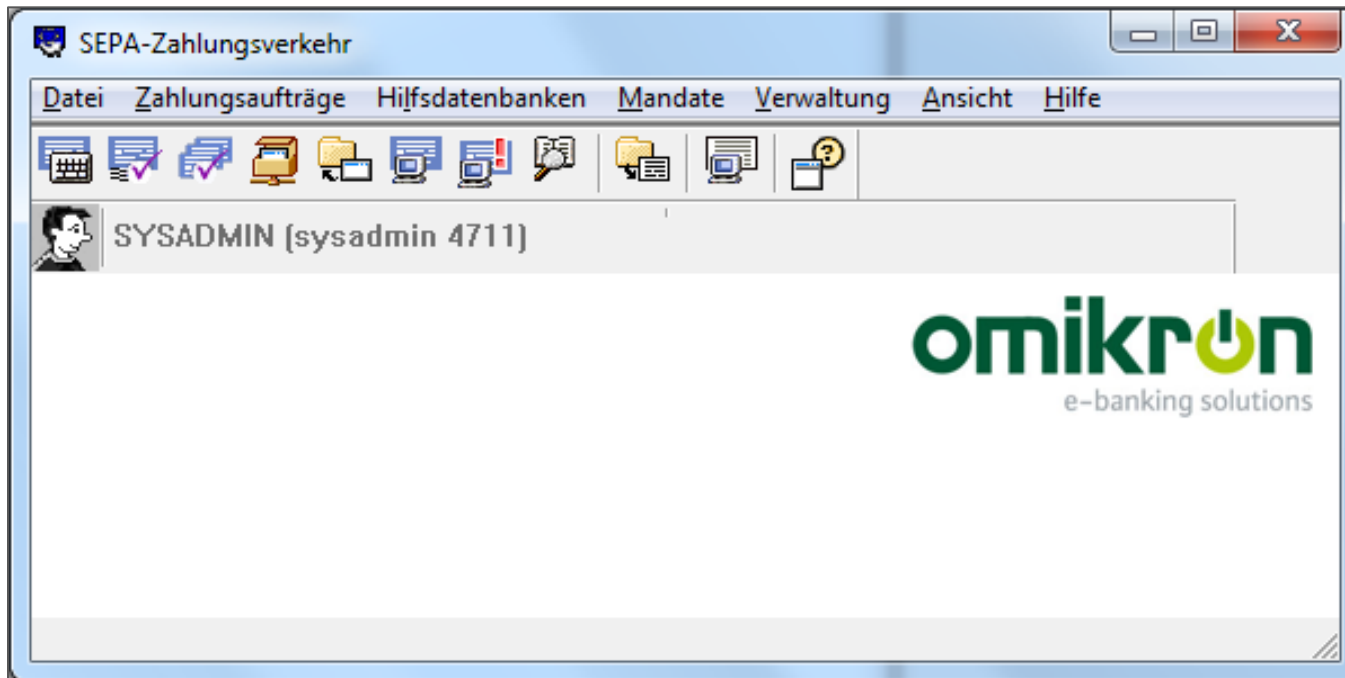 SEPA-Zahlungsverkehr
Datei Zahlungsaufträge Hilfsdatenbanken Mandate Verwaltung Ansicht Hilfe
SYSADMIN (sysadmin 4711)
omikron
e-banking solutions